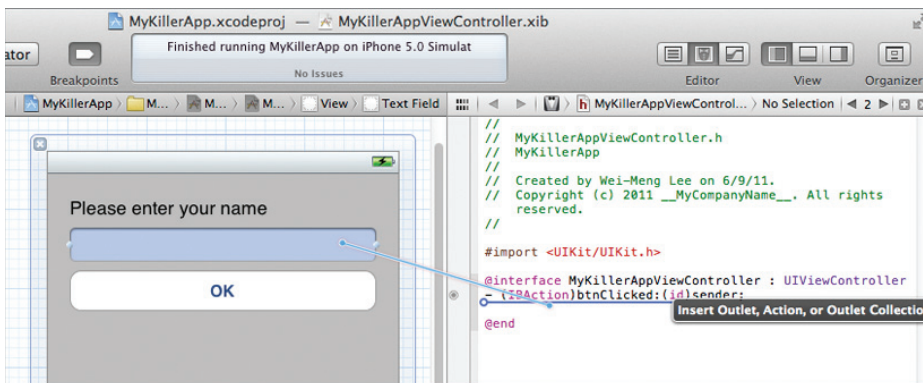 MyKillerApp.xcodeproj — MyKillerAppViewController.xib
ator
Finished running MyKillerApp on iPhone 5.0 Simulat
No Issues
Breakpoints
Editor
View
Organizer
MyKillerApp
M...
M...
M...
View
Text Field
h MyKillerAppViewControl...
No Selection
2
//
// MyKillerAppViewController.h
// MyKillerApp
//
// Created by Wei-Meng Lee on 6/9/11.
// Copyright (c) 2011 __MyCompanyName__. All rights
reserved.
//
#import <UIKit/UIKit.h>
@interface MyKillerAppViewController : UIViewController
- (IBAction)btnClicked:(id)sender;
Insert Outlet, Action, or Outlet Collectio
@end
Please enter your name
OK